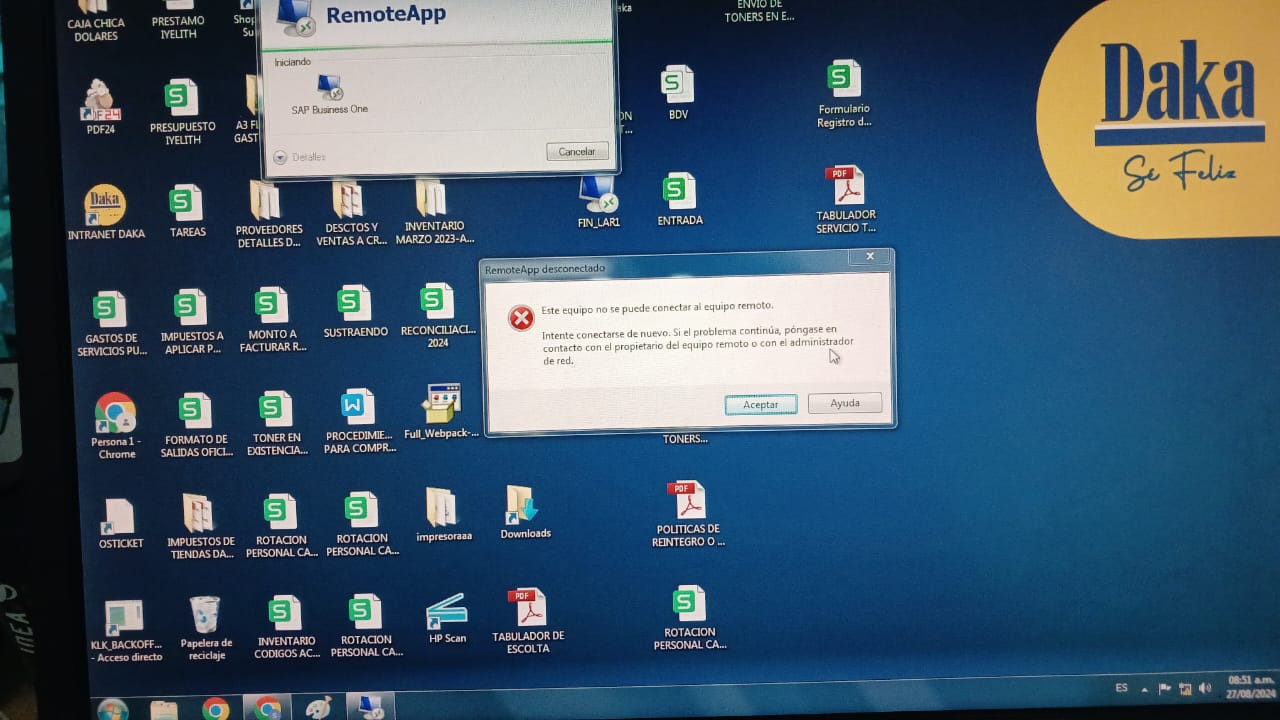 CAJA CHICA
DOLARES
PRESTAMO
IYELITH
Shop
Su
RemoteApp
Iniciando
SAP Business One
Detalles
Cancelar
ENVIO DE
TONERS EN E...
Daka
Sé Feliz
PDF24
PDF24
PRESUPUESTO
IYELITH
A3 FI
GAST
BDV
Formulario
Registro d...
Daka
INTRANET DAKA
TAREAS
PROVEEDORES
DETALLES D...
DESCTOS Y
VENTAS A CR...
INVENTARIO
MARZO 2023-A...
FIN_LAR1
ENTRADA
PDF
TABULADOR
SERVICIO T...
RemoteApp desconectado
Este equipo no se puede conectar al equipo remoto.
Intente conectarse de nuevo. Si el problema continúa, póngase en
contacto con el propietario del equipo remoto o con el administrador
de red.
Aceptar
Ayuda
GASTOS DE
SERVICIOS PU...
IMPUESTOS A
APLICAR P...
MONTO A
FACTURAR R...
SUSTRAENDO
RECONCILIACI...
2024
Persona 1 -
Chrome
FORMATO DE
SALIDAS OFICI...
TONER EN
EXISTENCIA...
PROCEDIMIE...
PARA COMPR...
Full_Webpack-...
TONERS...
OSTICKET
IMPUESTOS DE
TIENDAS DA...
ROTACION
PERSONAL CA...
ROTACION
PERSONAL CA...
impresoraaa
Downloads
PDF
POLITICAS DE
REINTEGRO O ...
KLK_BACKOFF...
- Acceso directo
Papelera de
reciclaje
INVENTARIO
CODIGOS AC...
ROTACION
PERSONAL CA...
HP Scan
PDF
TABULADOR DE
ESCOLTA
ROTACION
PERSONAL CA...
ES
08:51 a.m.
27/08/2024